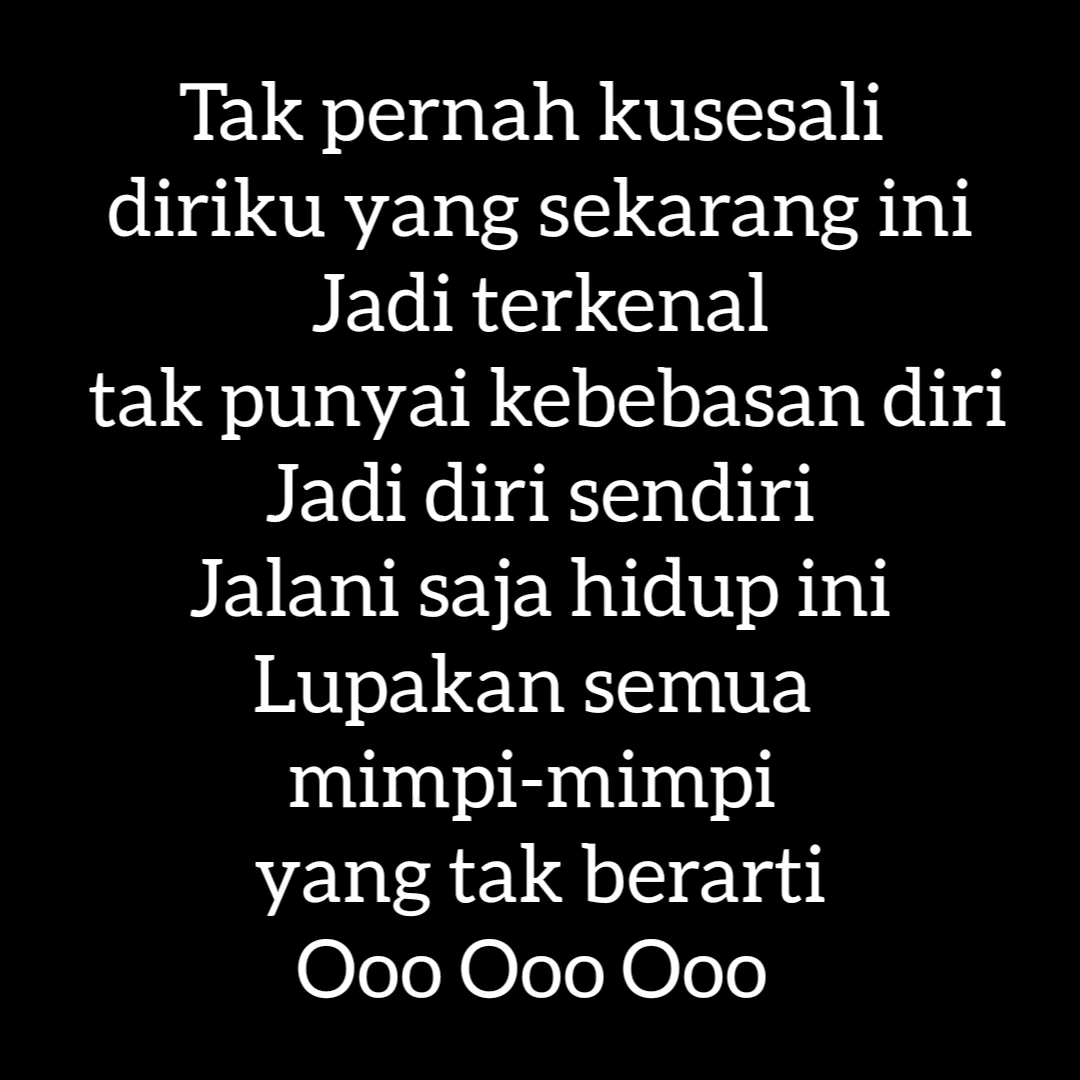 Tak pernah kusesali
diriku yang sekarang ini
Jadi terkenal
tak punyai kebebasan diri
Jadi diri sendiri
Jalani saja hidup ini
Lupakan semua
mimpi-mimpi
yang tak berarti
Ooo Ooo Ooo